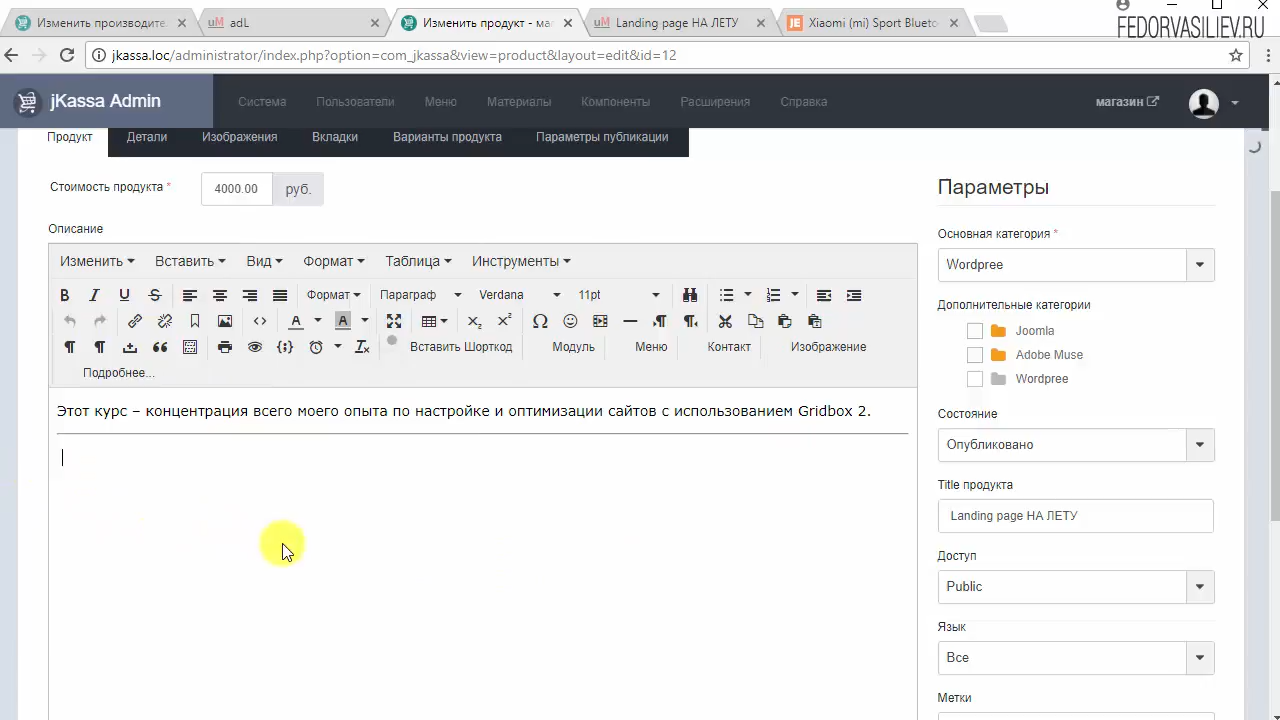 Изменить производите.
adL
Изменить продукт - мас
Landing page НА ЛЕТУ
Xiaomi (mi) Sport Blueto
FEDORVASILIEV.RU
jkassa.loc/administrator/index.php?option=com_jkassa&view=product&layout=edit&id=12
jKassa Admin
Система Пользователи Меню Материалы Компоненты Расширения Справка
магазин
Продукт Детали Изображения Вкладки Варианты продукта Параметры публикации
Стоимость продукта * 4000.00 руб.
Описание
Изменить Вставить Вид Формат Таблица Инструменты
Формат Параграф Verdana 11pt
Вставить Шорткод Модуль Меню Контакт Изображение
Подробнее...
Этот курс – концентрация всего моего опыта по настройке и оптимизации сайтов с использованием Gridbox 2.
Параметры
Основная категория *
Wordpree
Дополнительные категории
Joomla
Adobe Muse
Wordpree
Состояние
Опубликовано
Title продукта
Landing page НА ЛЕТУ
Доступ
Public
Язык
Все
Метки